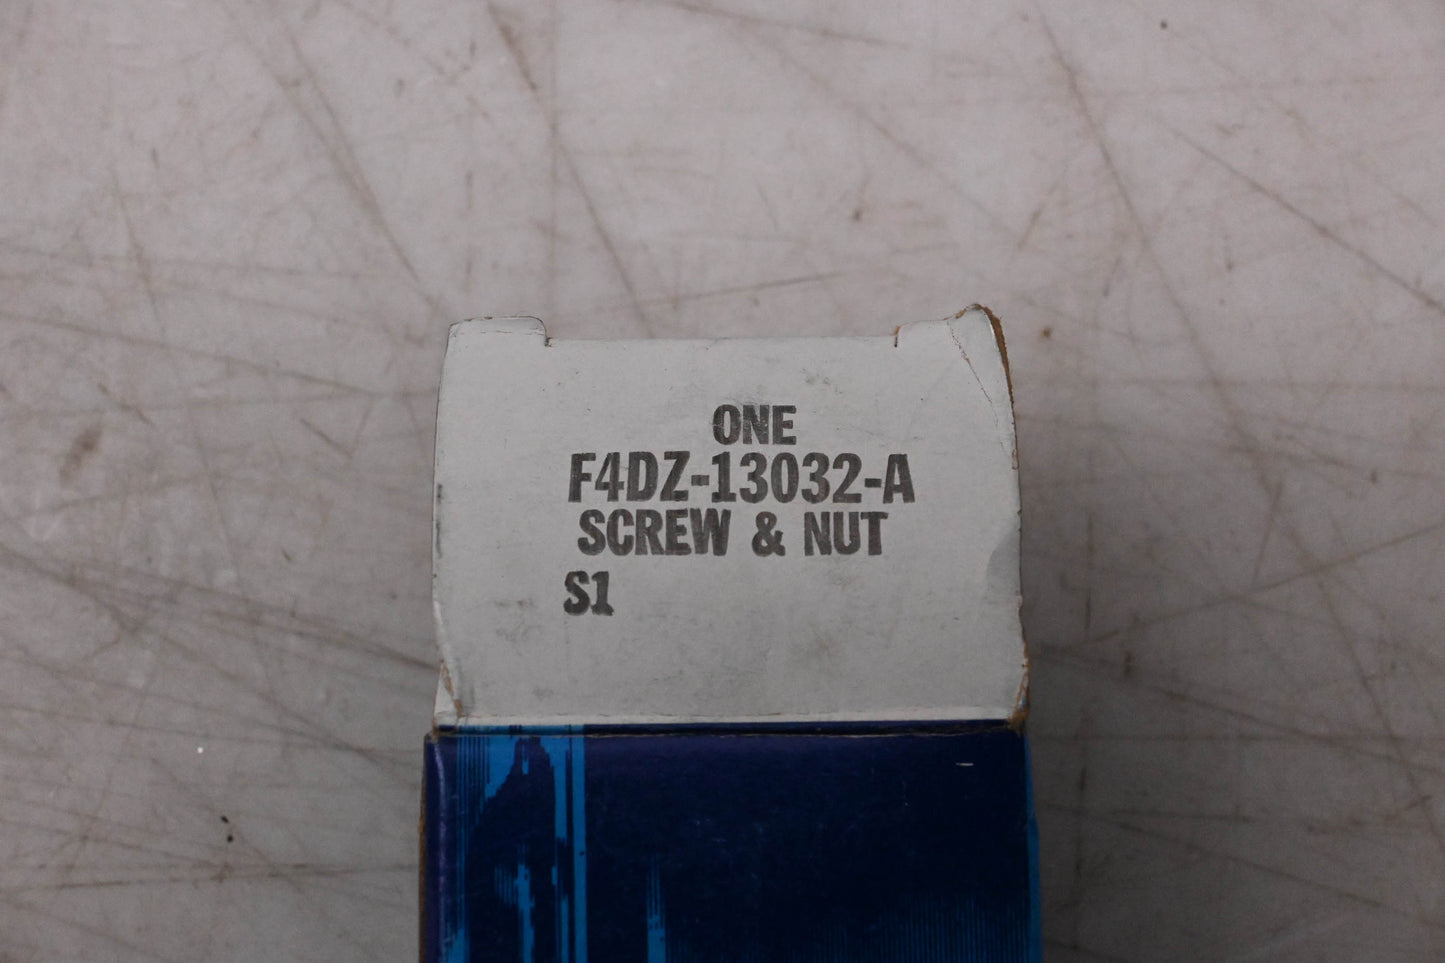 ONE
F4DZ-13032-A
SCREW & NUT
S1